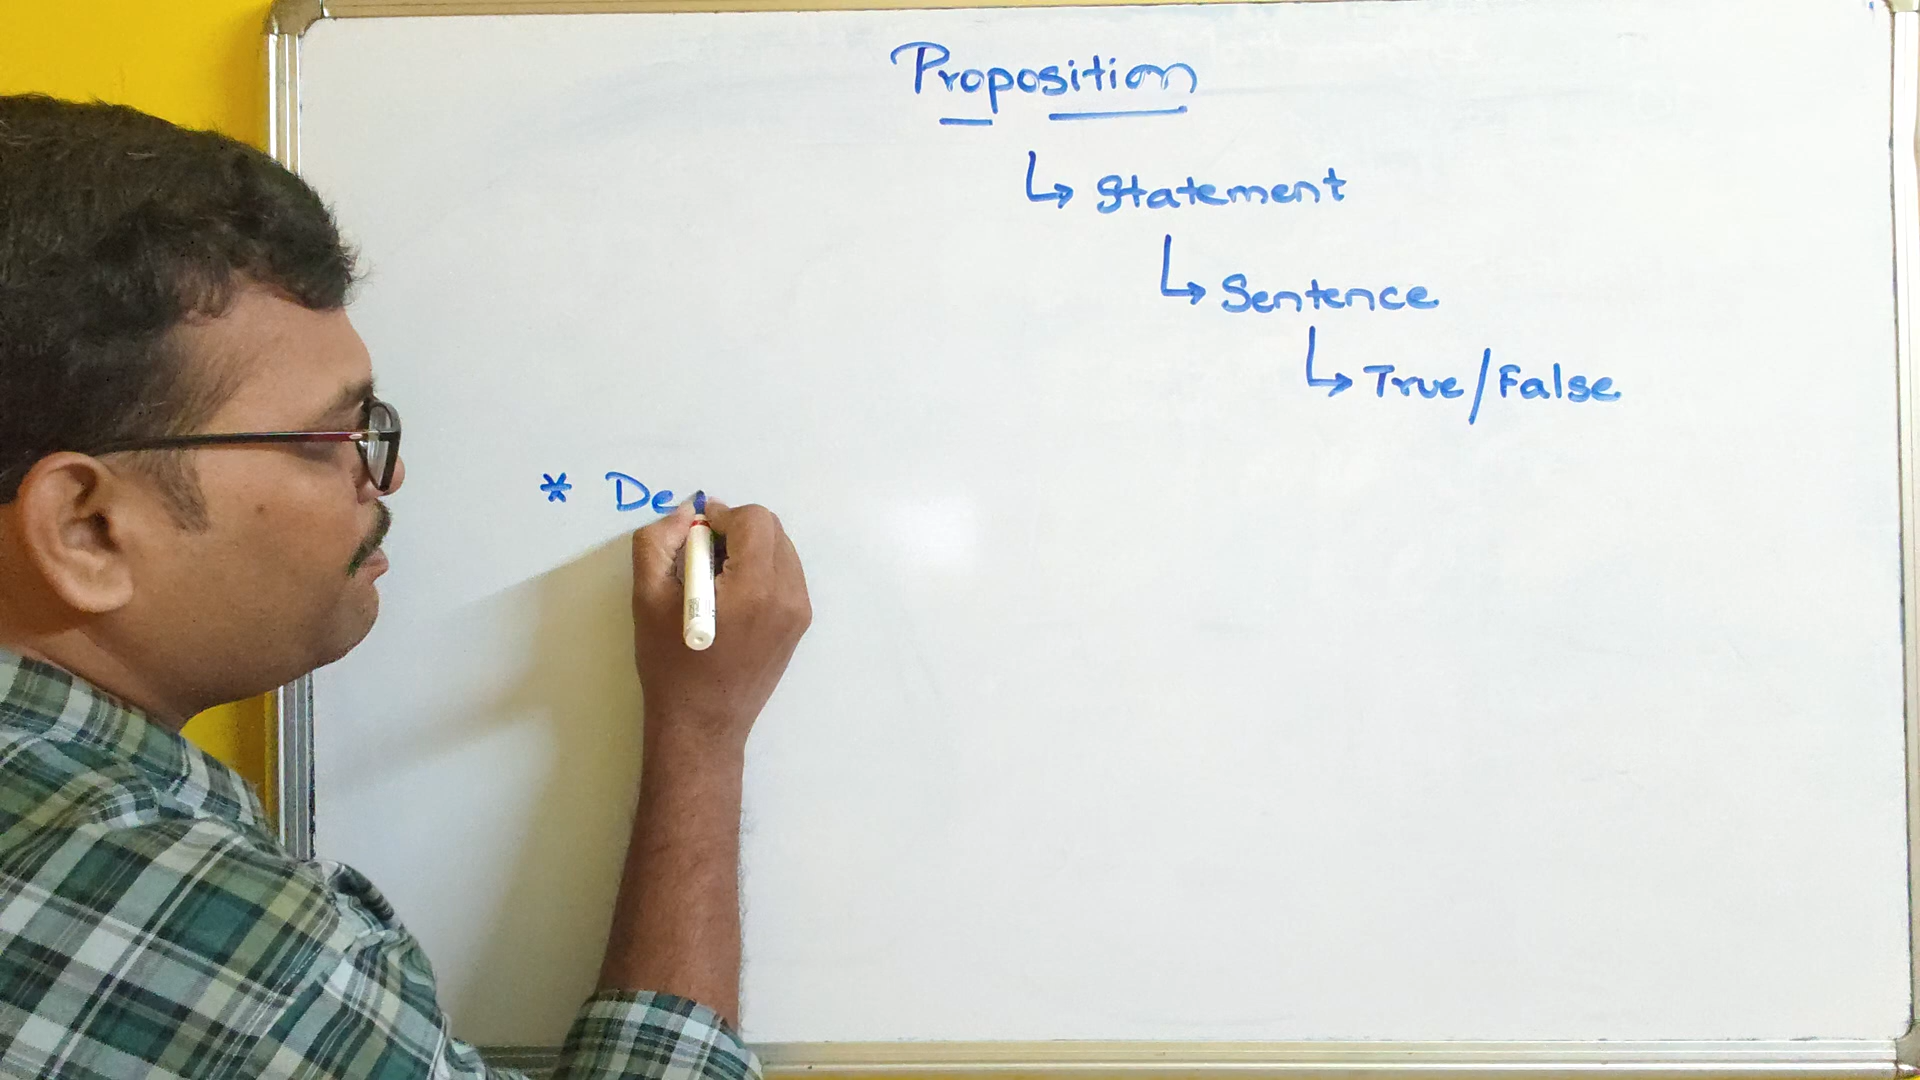 Proposition
↳ Statement
↳ Sentence
↳ True/False
* De